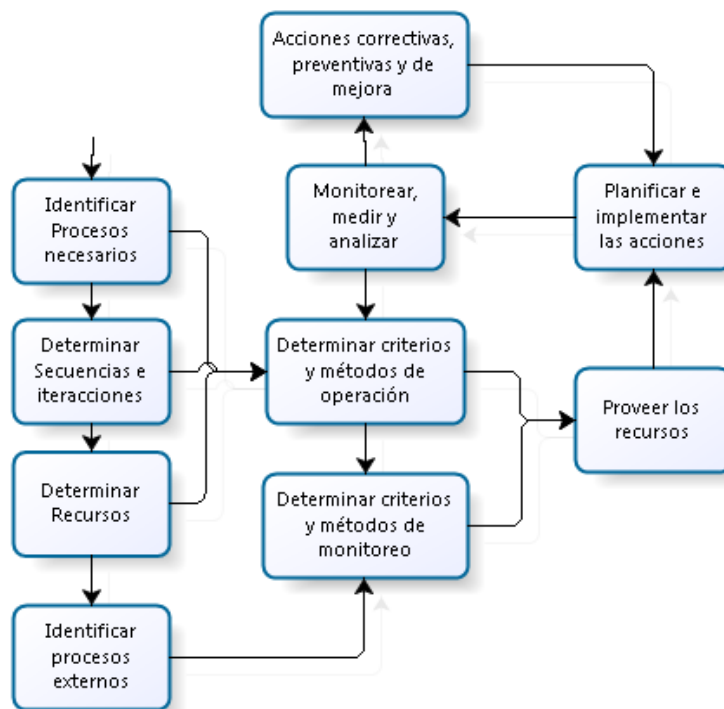 Acciones correctivas,
preventivas y de
mejora
Identificar
Procesos
necesarios
Monitorear,
medir y
analizar
Planificar e
implementar
las acciones
Determinar
Secuencias e
iteracciones
Determinar criterios
y métodos de
operación
Proveer los
recursos
Determinar
Recursos
Determinar criterios
y métodos de
monitoreo
Identificar
procesos
externos